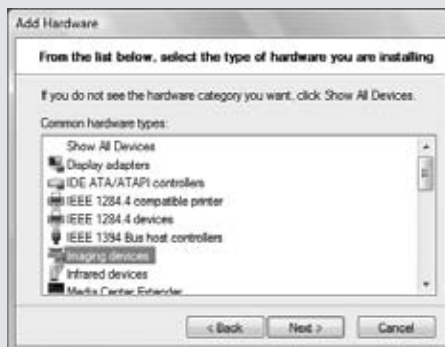 Add Hardware
From the list below, select the type of hardware you are installing
If you do not see the hardware category you want, click Show All Devices.
Common hardware types:
Show All Devices
Display adapters
IDE ATA/ATAPI controllers
IEEE 1284.4 compatible printer
IEEE 1284.4 devices
IEEE 1394 Bus host controllers
Imaging devices
Infrared devices
Media Center Extender
< Back Next > Cancel